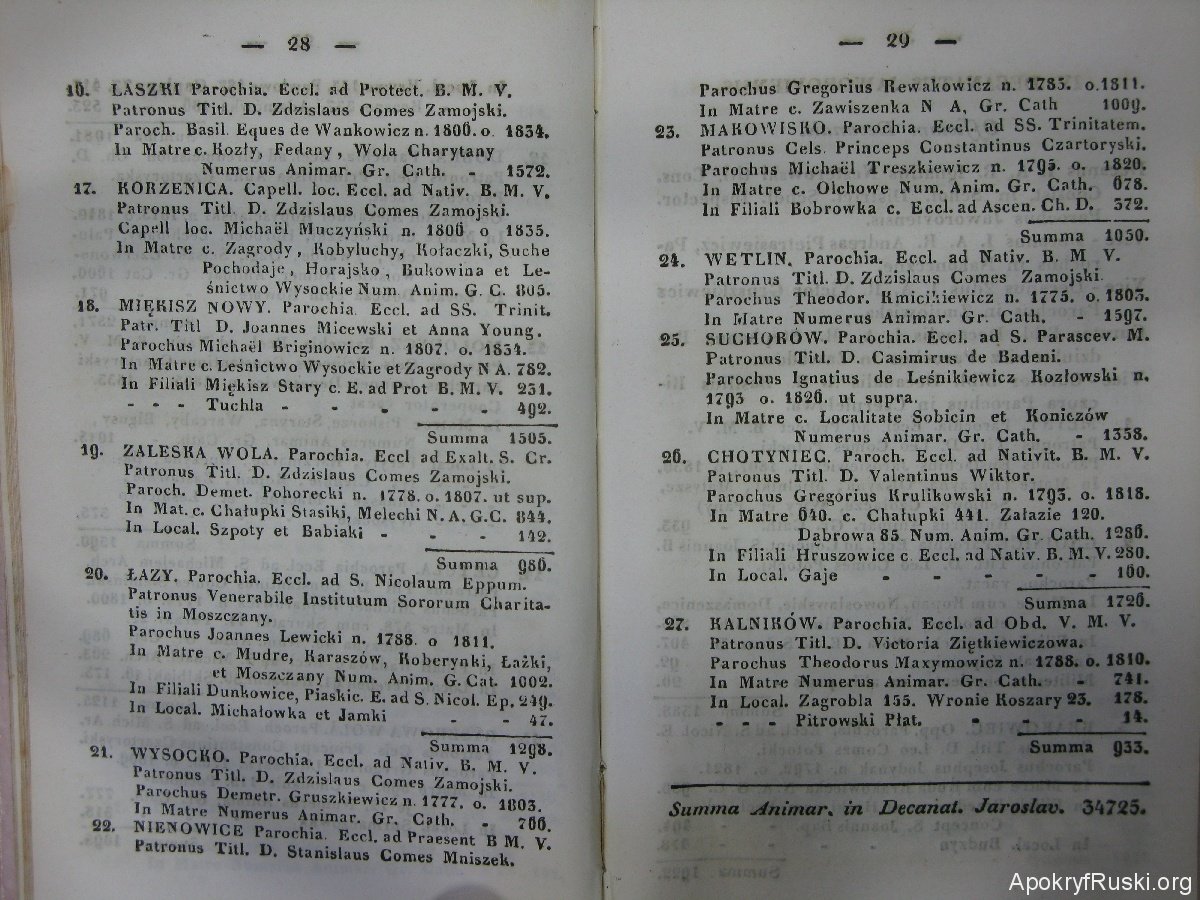 — 28 —
16. LASZKI Parochia. Eccl. ad Protect. B. M. V.
Patronus Titl. D. Zdzislaus Comes Zamojski.
Paroch. Basil. Eques de Wankowicz n. 1806. o. 1834.
In Matre c. Kozły, Fedany, Wola Charytany
Numerus Animar. Gr. Cath. - 1572.
17. KORZENICA. Capell. loc. Eccl. ad Nativ. B. M. V.
Patronus Titl. D. Zdzislaus Comes Zamojski.
Capell loc. Michaël Muczyński n. 1806 o 1835.
In Matre c. Zagrody, Kobyluchy, Kołaczki, Suche
Pochodaje, Horajsko, Bukowina et Le-
śnictwo Wysockie Num. Anim. G. C. 805.
18. MIĘKISZ NOWY. Parochia. Eccl. ad SS. Trinit.
Patr. Titl D. Joannes Micewski et Anna Young.
Parochus Michaël Briginowicz n. 1807. o. 1834.
In Matre c. Leśnictwo Wysockie et Zagrody N A. 782.
In Filiali Miękisz Stary c. E. ad Prot B. M. V. 231.
- - - Tuchla - - - - - 492.
Summa 1505.
19. ZALESKA WOLA. Parochia. Eccl ad Exalt. S. Cr.
Patronus Titl. D. Zdzislaus Comes Zamojski.
Paroch. Demet. Pohorecki n. 1778. o. 1807. ut sup.
In Mat. c. Chałupki Stasiki, Melechi N. A. G. C. 844.
In Local. Szpoty et Babiaki - - - 142.
Summa 986.
20. ŁAZY. Parochia. Eccl. ad S. Nicolaum Eppum.
Patronus Venerabile Institutum Sororum Charita-
tis in Moszczany.
Parochus Joannes Lewicki n. 1788. o 1811.
In Matre c. Mudre, Karaszów, Koberynki, Łażki,
et Moszczany Num. Anim. G. Cat. 1002.
In Filiali Dunkowice, Piaskic. E. ad S. Nicol. Ep. 249.
In Local. Michałowka et Jamki - - 47.
Summa 1298.
21. WYSOCKO. Parochia. Eccl. ad Nativ. B. M. V.
Patronus Titl. D. Zdzislaus Comes Zamojski.
Parochus Demetr. Gruszkiewicz n. 1777. o. 1803.
In Matre Numerus Animar. Gr. Cath. - 766.
22. NIENOWICE Parochia. Eccl. ad Praesent B M. V.
Patronus Titl. D. Stanislaus Comes Mniszek.
— 29 —
Parochus Gregorius Rewakowicz n. 1785. o. 1811.
In Matre c. Zawiszenka N A, Gr. Cath 1009.
23. MAKOWISKO. Parochia. Eccl. ad SS. Trinitatem.
Patronus Cels. Princeps Constantinus Czartoryski.
Parochus Michaël Treszkiewicz n. 1795. o. 1820.
In Matre c. Olchowe Num. Anim. Gr. Cath. 678.
In Filiali Bobrowka c. Eccl. ad Ascen. Ch. D. 372.
Summa 1050.
24. WETLIN. Parochia. Eccl. ad Nativ. B. M V.
Patronus Titl. D. Zdzislaus Comes Zamojski.
Parochus Theodor. Kmicikiewicz n. 1775. o. 1803.
In Matre Numerus Animar. Gr. Cath. - 1597.
25. SUCHORÓW. Parochia. Eccl. ad S. Parascev. M.
Patronus Titl. D. Casimirus de Badeni.
Parochus Ignatius de Leśnikiewicz Kozłowski n.
1793 o. 1826. ut supra.
In Matre c. Localitate Sobicin et Koniczów
Numerus Animar. Gr. Cath. - 1358.
26. CHOTYNIEC. Paroch. Eccl. ad Nativit. B. M. V.
Patronus Titl. D. Valentinus Wiktor.
Parochus Gregorius Krulikowski n. 1793. o. 1818.
In Matre 640. c. Chałupki 441. Załazie 120.
Dąbrowa 85. Num. Anim. Gr. Cath. 1286.
In Filiali Hruszowice c. Eccl. ad Nativ. B. M. V. 280.
In Local. Gaje - - - - - - 160.
Summa 1726.
27. KALNIKÓW. Parochia. Eccl. ad Obd. V. M. V.
Patronus Titl. D. Victoria Ziętkiewiczowa.
Parochus Theodorus Maxymowicz n. 1788. o. 1810.
In Matre Numerus Animar. Gr. Cath. - 741.
In Local. Zagrobla 155. Wronie Koszary 23. 178.
- - - Pitrowski Płat. - - - 14.
Summa 933.
Summa Animar. in Decanat. Jaroslav. 34725.
ApokryfRuski.org